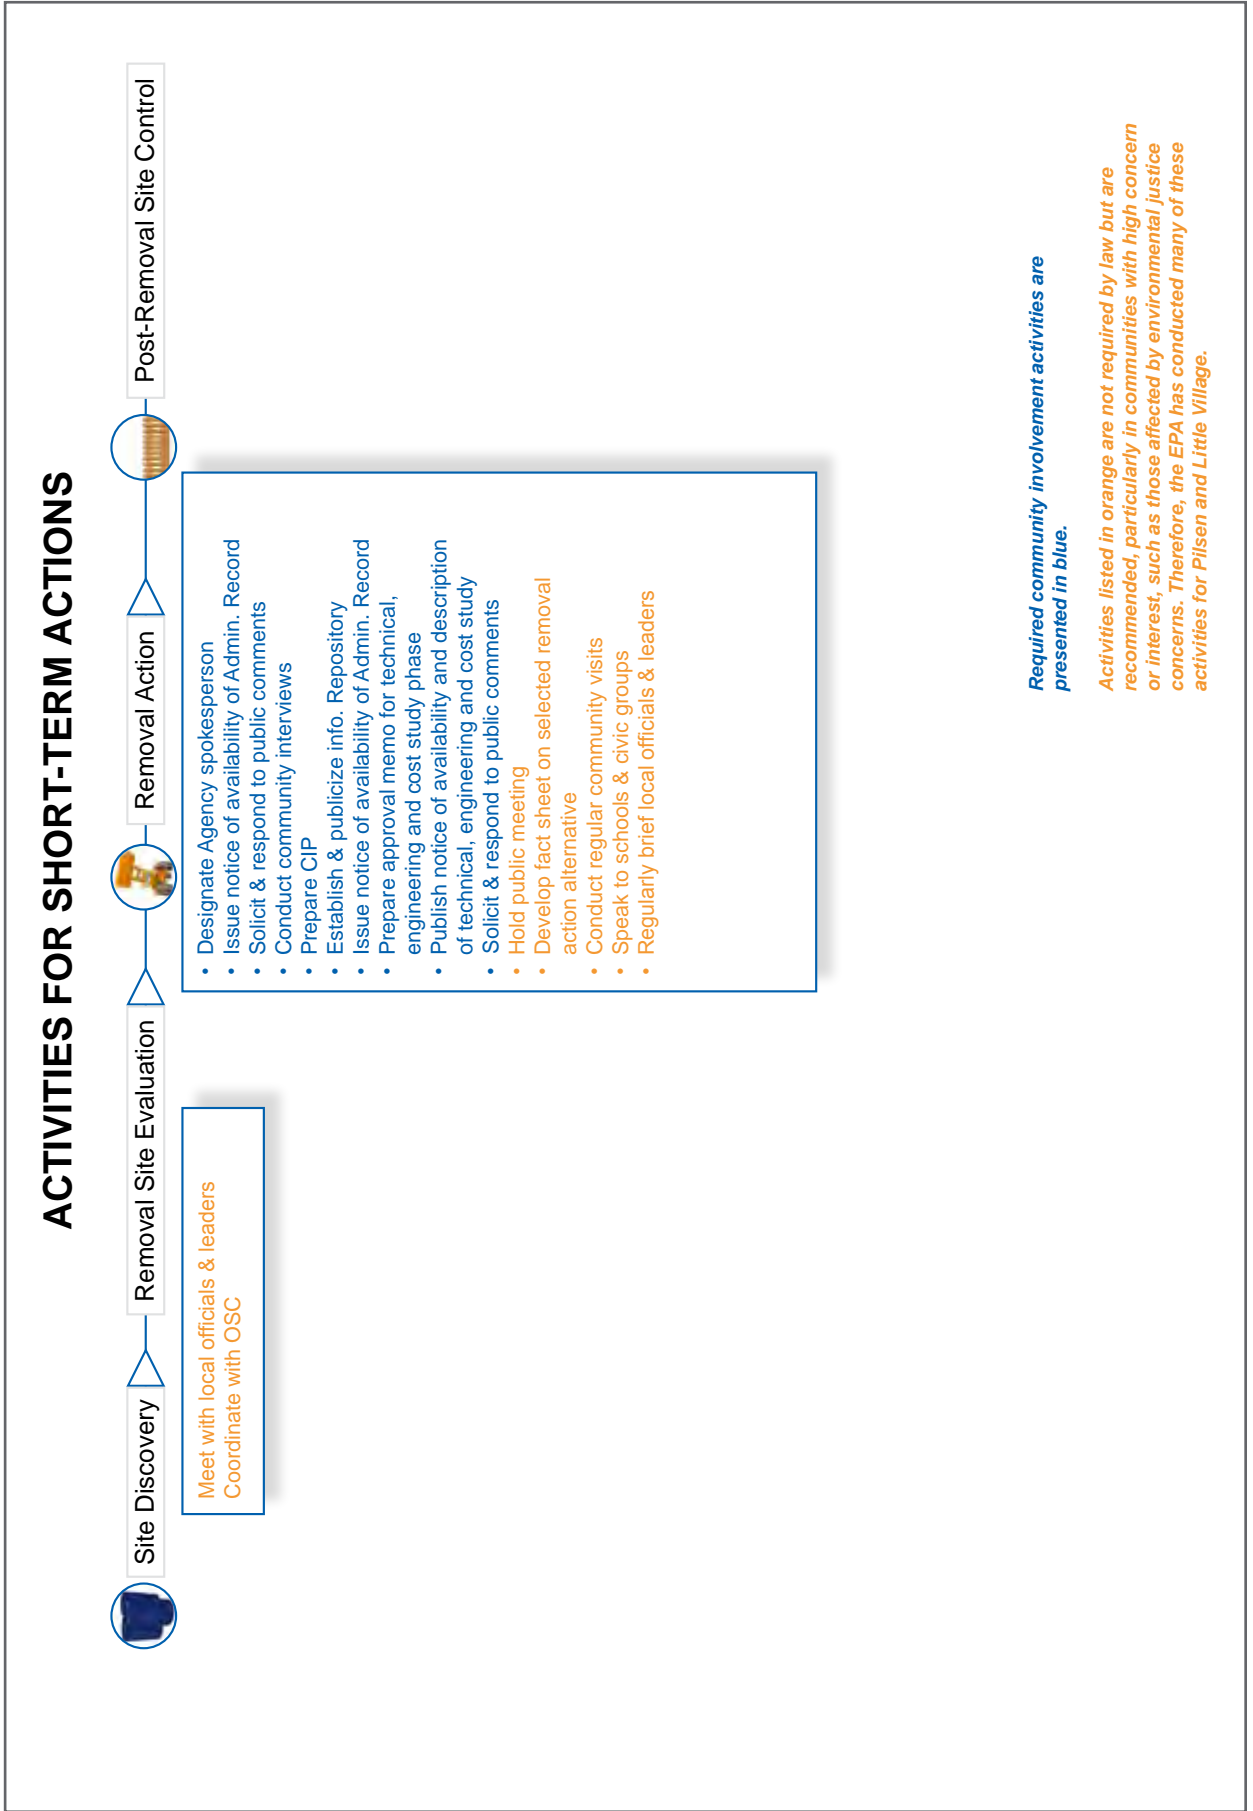 ACTIVITIES FOR SHORT-TERM ACTIONS
Site Discovery
Removal Site Evaluation
Removal Action
Post-Removal Site Control
Meet with local officials & leaders
Coordinate with OSC
• Designate Agency spokesperson
• Issue notice of availability of Admin. Record
• Solicit & respond to public comments
• Conduct community interviews
• Prepare CIP
• Establish & publicize info. Repository
• Issue notice of availability of Admin. Record
• Prepare approval memo for technical,
engineering and cost study phase
• Publish notice of availability and description
of technical, engineering and cost study
• Solicit & respond to public comments
• Hold public meeting
• Develop fact sheet on selected removal
action alternative
• Conduct regular community visits
• Speak to schools & civic groups
• Regularly brief local officials & leaders
Required community involvement activities are
presented in blue.
Activities listed in orange are not required by law but are
recommended, particularly in communities with high concern
or interest, such as those affected by environmental justice
concerns. Therefore, the EPA has conducted many of these
activities for Pilsen and Little Village.